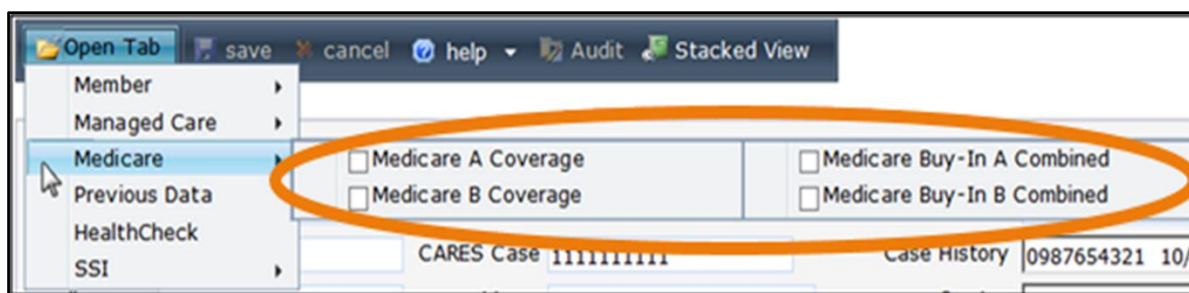 Open Tab save cancel help Audit Stacked View
Member
Managed Care
Medicare Medicare A Coverage Medicare Buy-In A Combined
Previous Data Medicare B Coverage Medicare Buy-In B Combined
HealthCheck
SSI CARES Case 1111111111 Case History 0987654321 10/